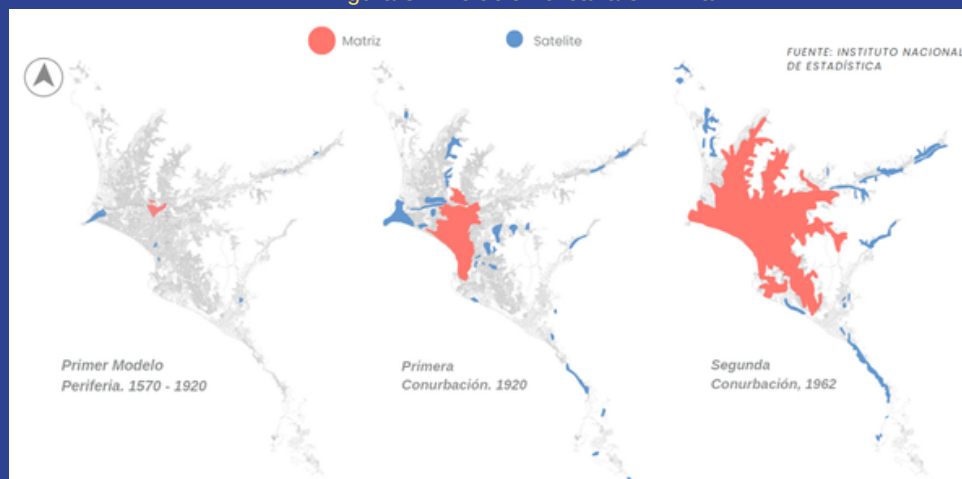 Matriz
Satelite
FUENTE: INSTITUTO NACIONAL
DE ESTADÍSTICA
Primer Modelo
Periferia. 1570 - 1920
Primera
Conurbación. 1920
Segunda
Conurbación, 1962